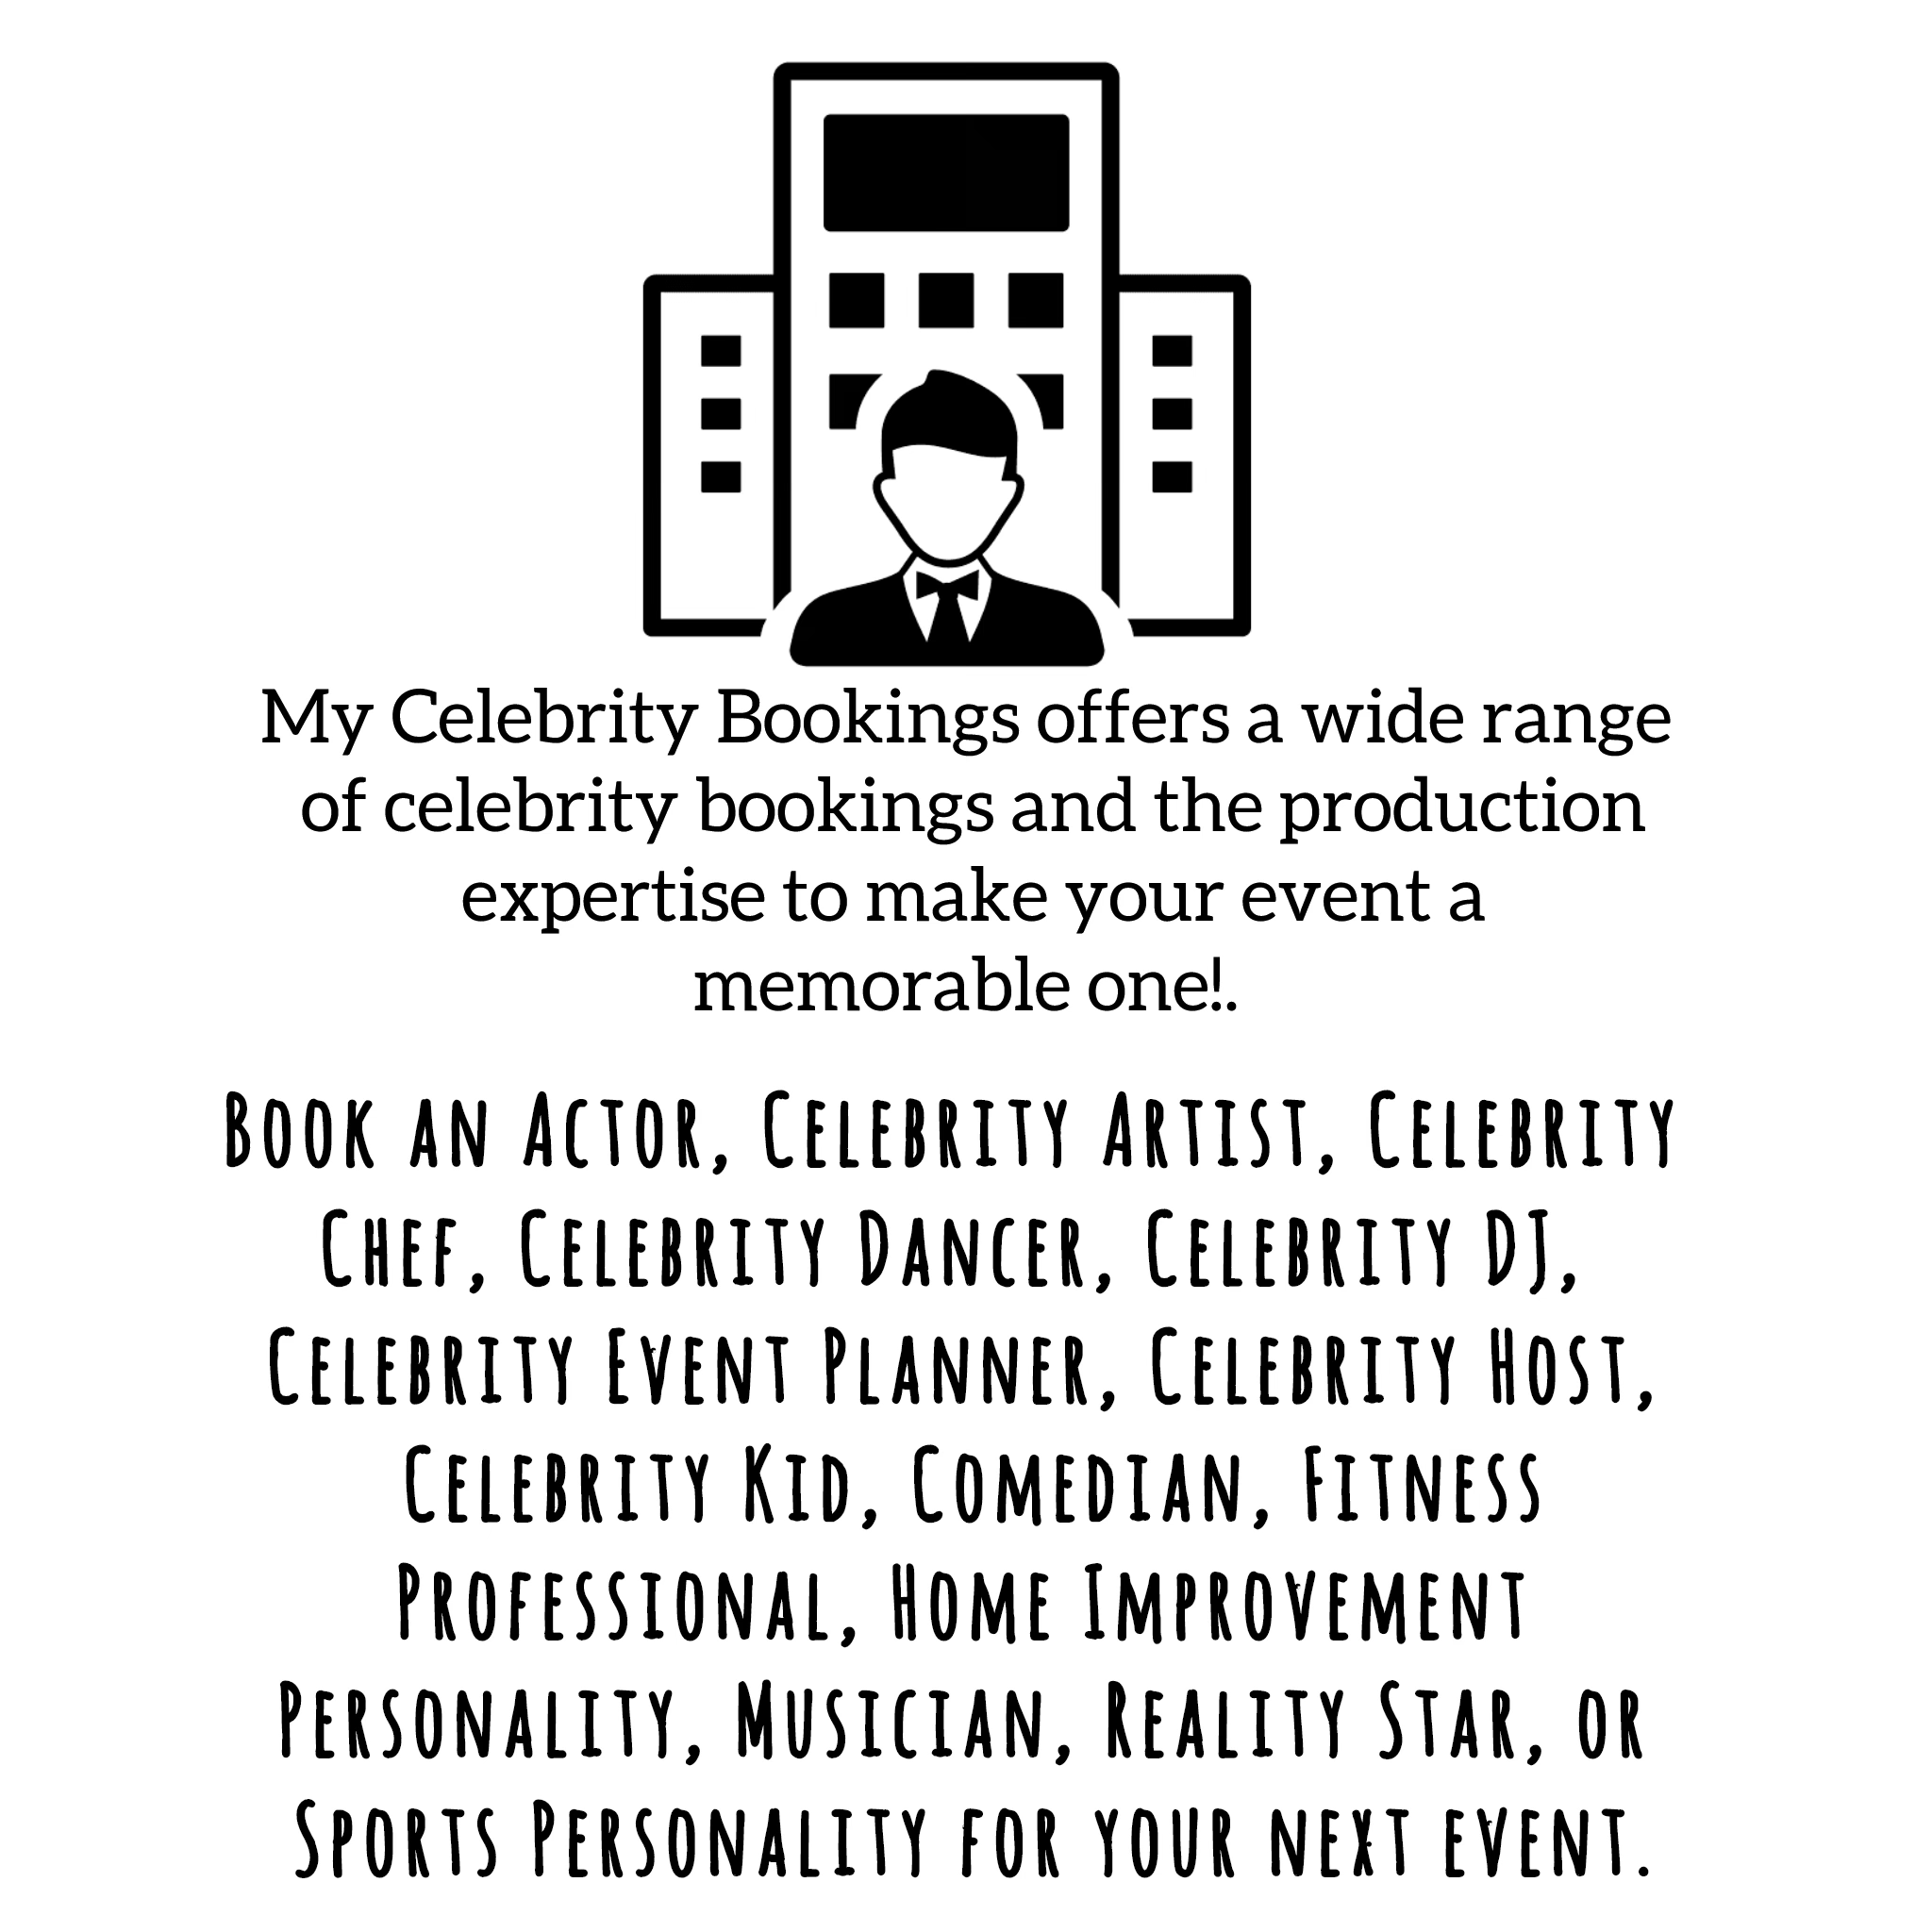 My Celebrity Bookings offers a wide range
of celebrity bookings and the production
expertise to make your event a
memorable one!.
Book an Actor, Celebrity Artist, Celebrity
Chef, Celebrity Dancer, Celebrity DJ,
Celebrity Event Planner, Celebrity Host,
Celebrity Kid, Comedian, Fitness
Professional, Home Improvement
Personality, Musician, Reality Star, or
Sports Personality for your next event.